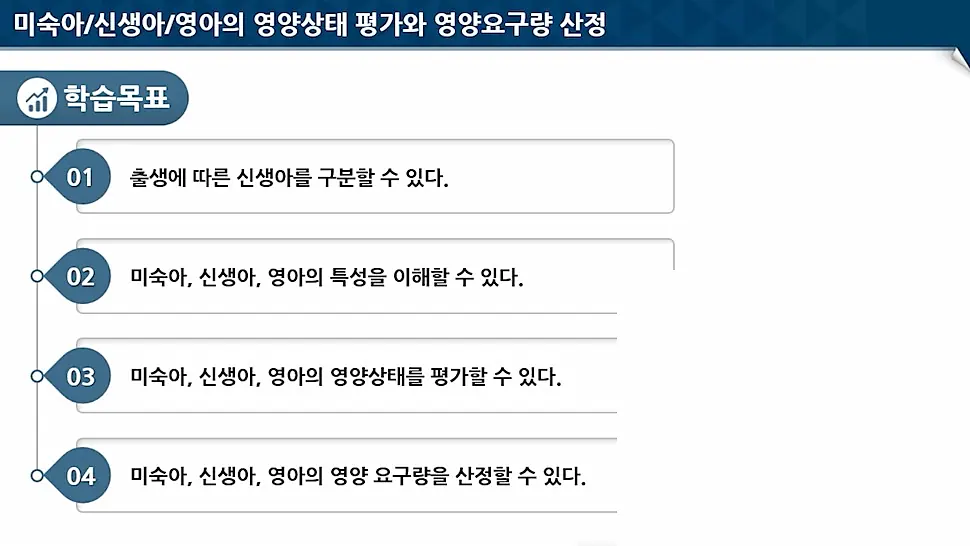 미숙아/신생아/영아의 영양상태 평가와 영양요구량 산정
학습목표
01 출생에 따른 신생아를 구분할 수 있다.
02 미숙아, 신생아, 영아의 특성을 이해할 수 있다.
03 미숙아, 신생아, 영아의 영양상태를 평가할 수 있다.
04 미숙아, 신생아, 영아의 영양 요구량을 산정할 수 있다.